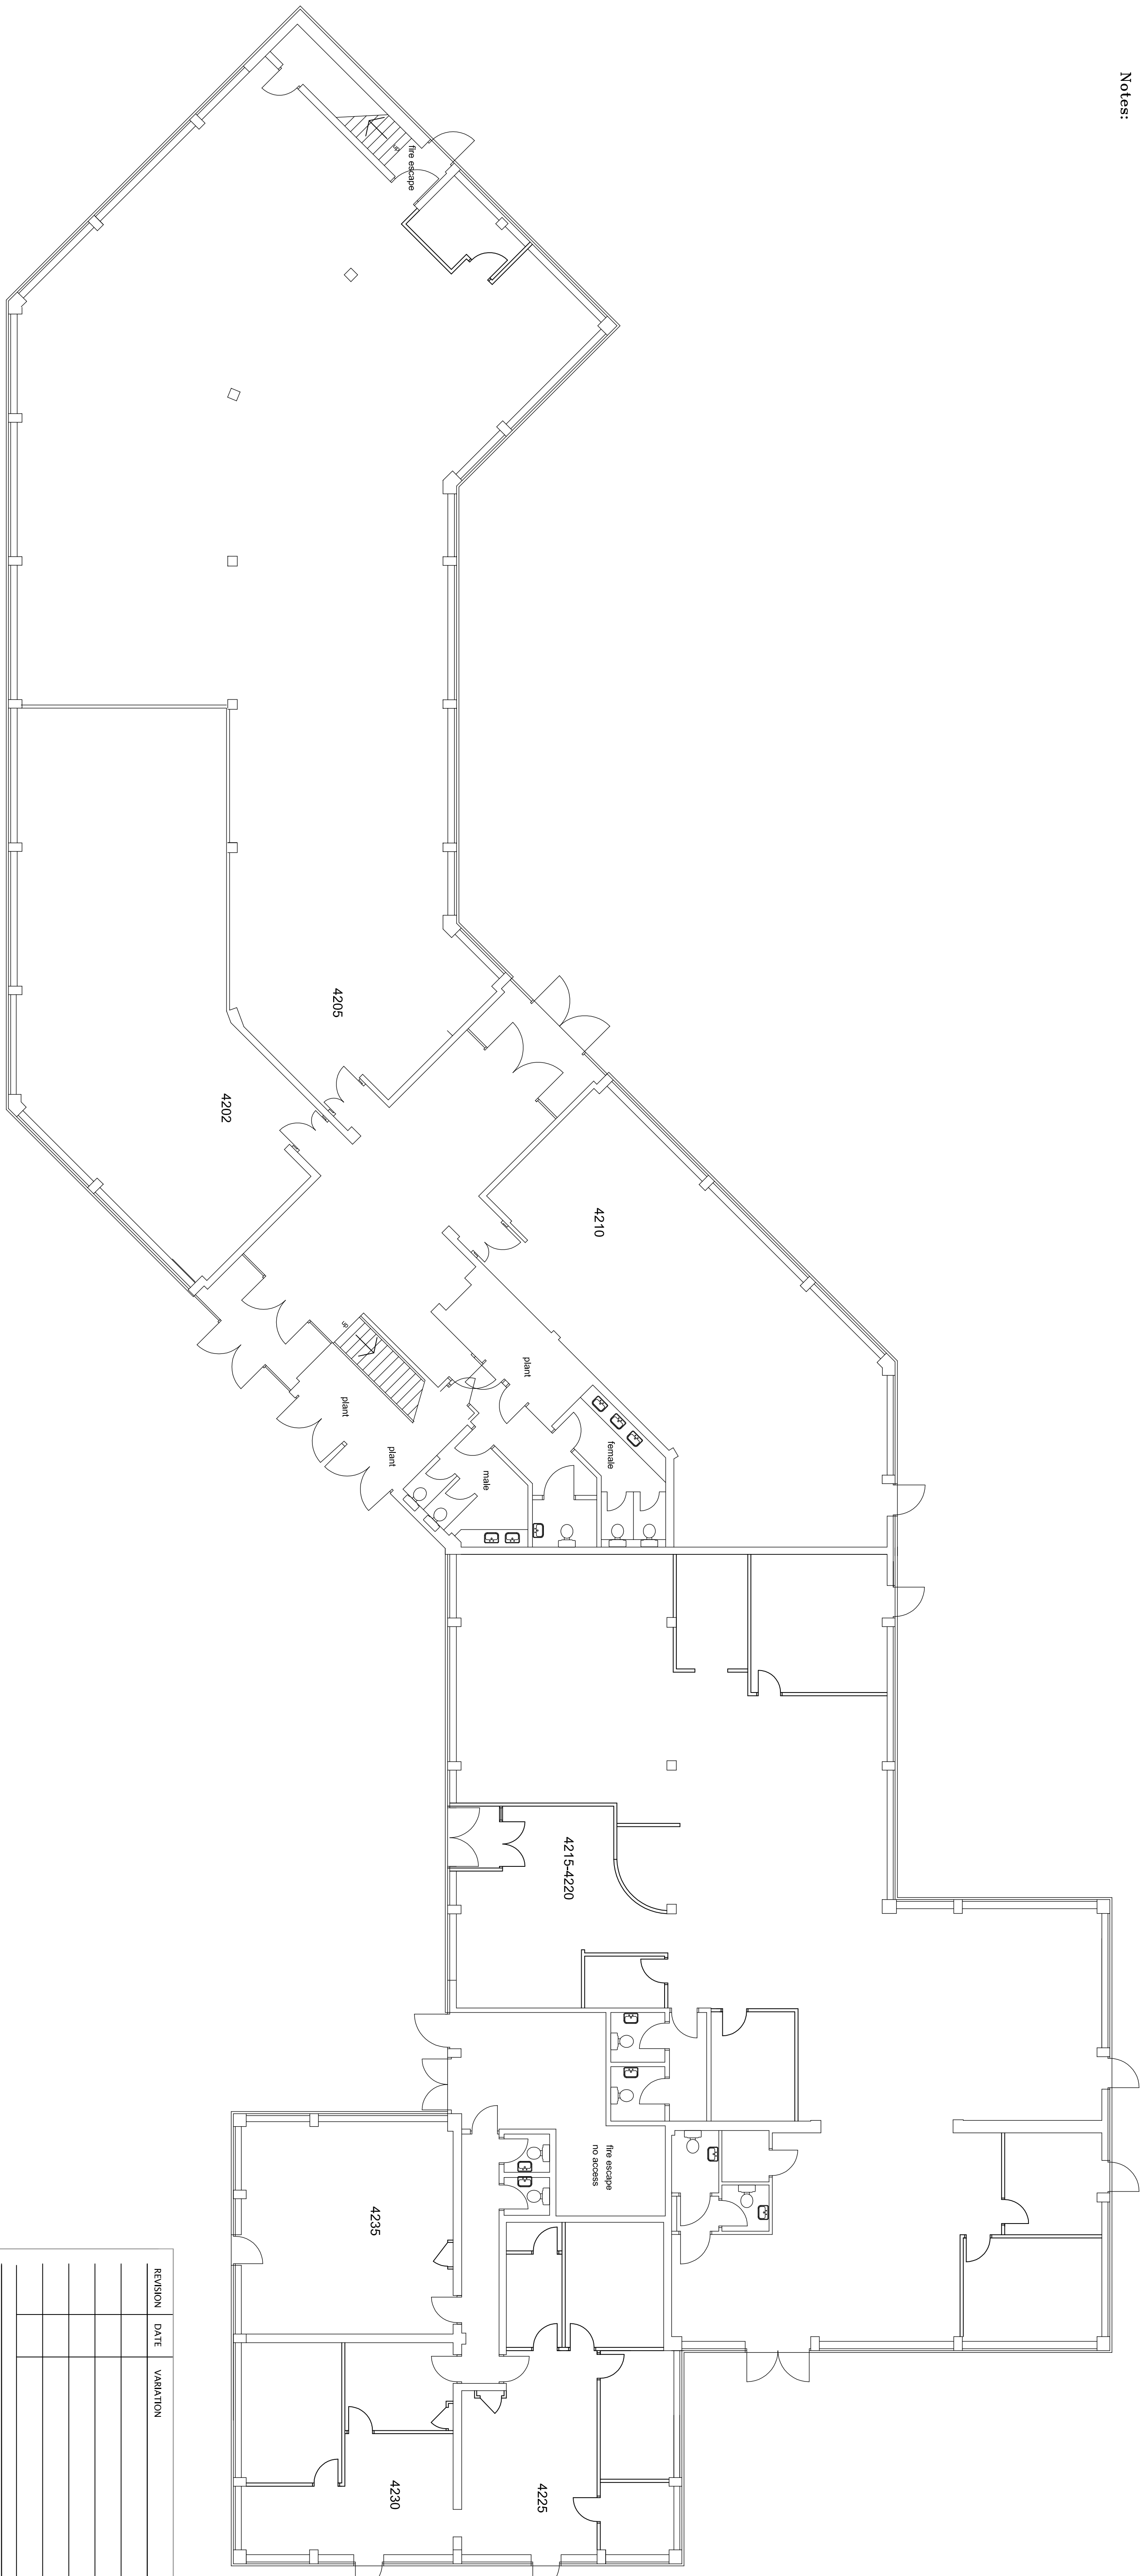 Notes:
fire escape
up
4205
4202
4210
up
plant
plant
plant
female
male
4215-4220
fire escape
no access
4235
4230
4225
REVISION DATE VARIATION